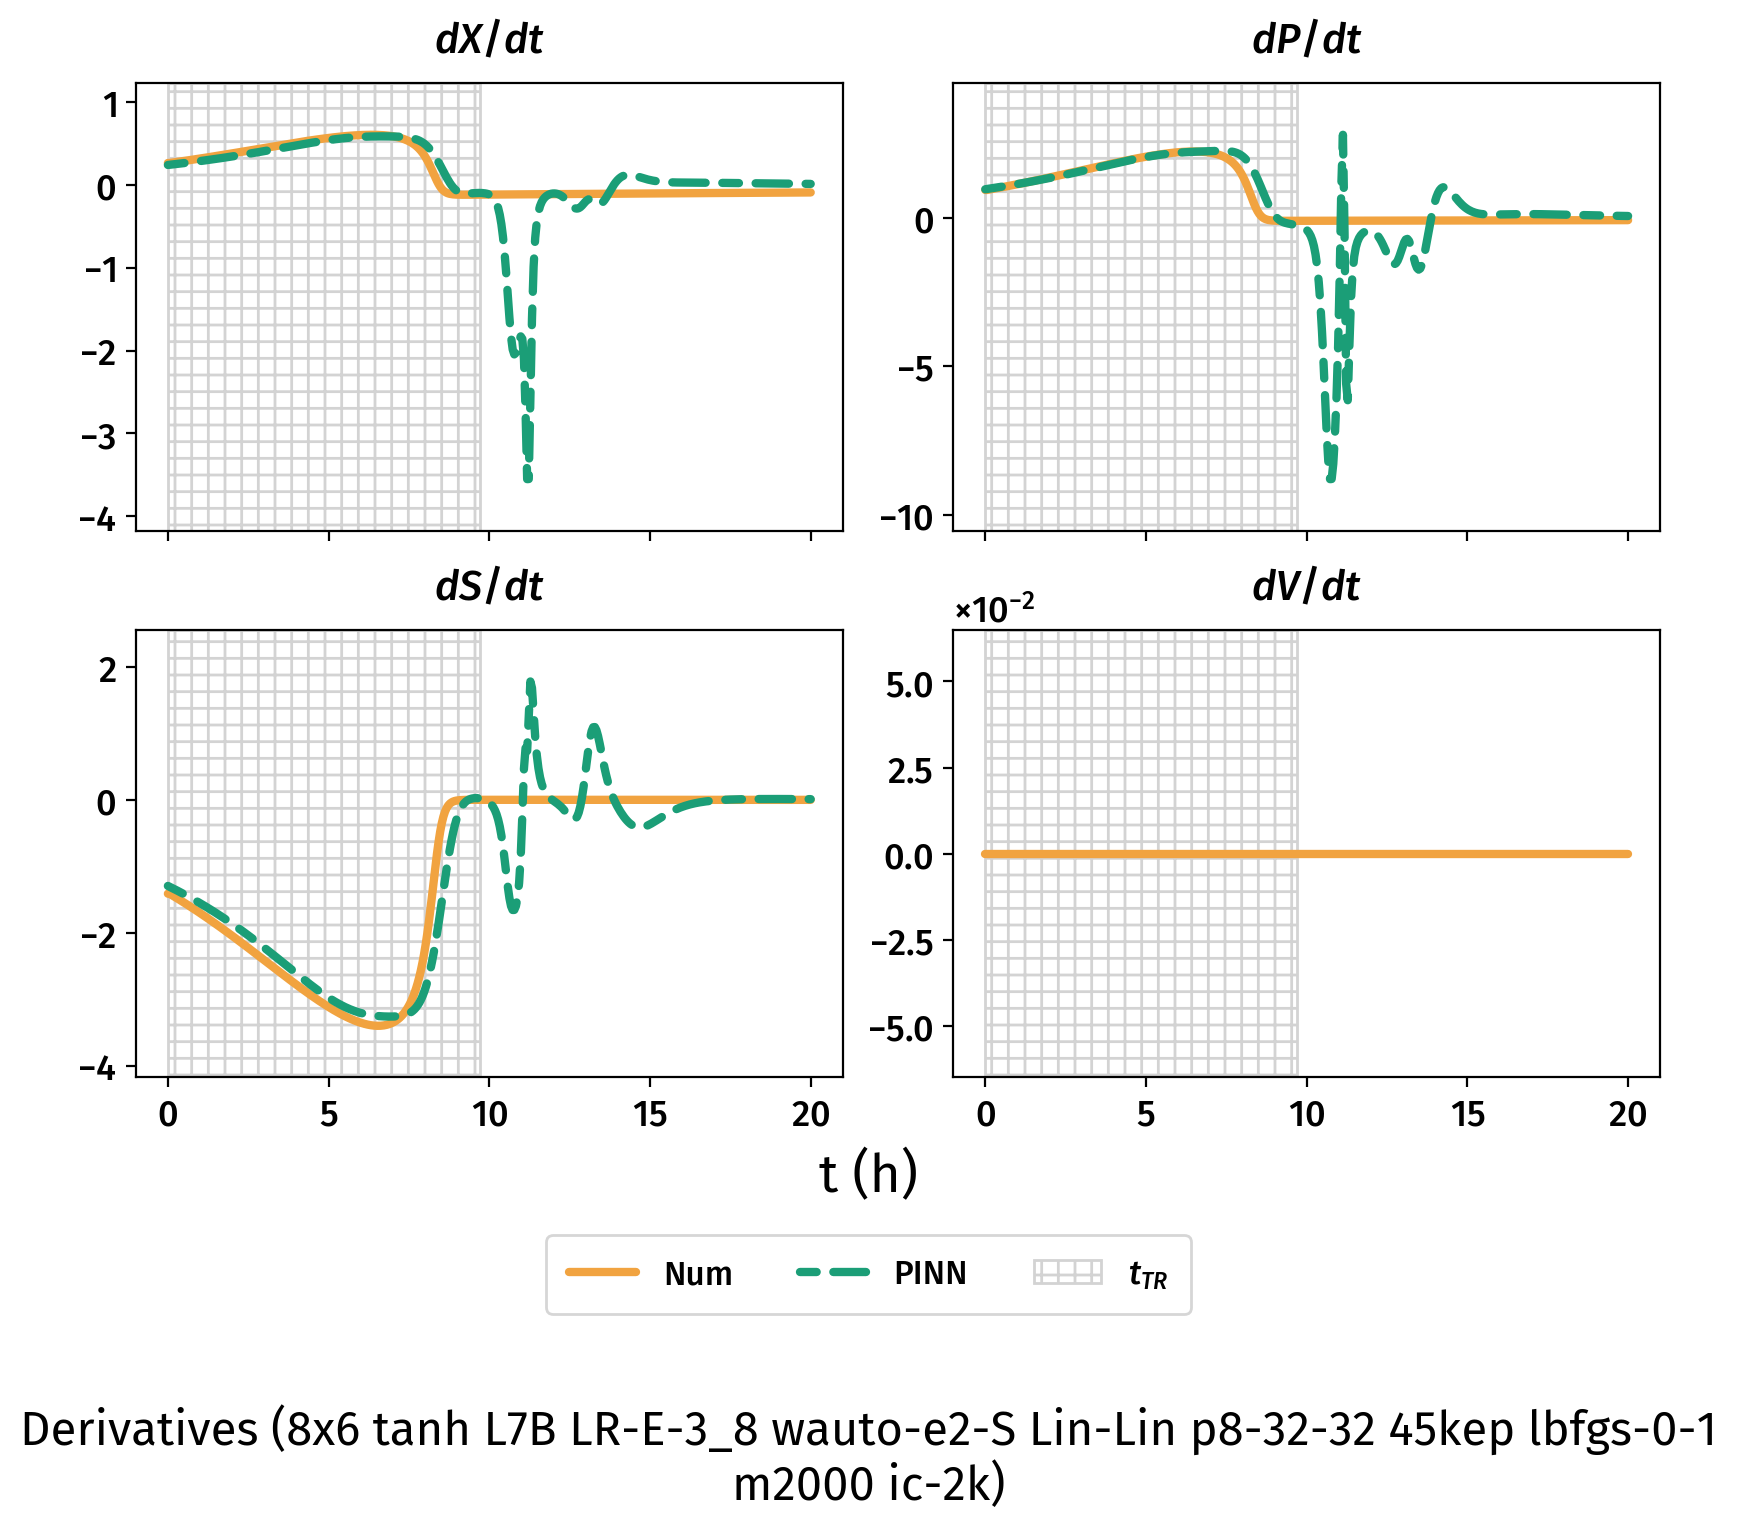 dX/dt
dP/dt
1
0
−1
−2
−3
−4
0
−5
−10
dS/dt
dV/dt
×10⁻²
2
0
−2
−4
5.0
2.5
0.0
−2.5
−5.0
0 5 10 15 20
0 5 10 15 20
t (h)
Num PINN t_TR
Derivatives (8x6 tanh L7B LR-E-3_8 wauto-e2-S Lin-Lin p8-32-32 45kep lbfgs-0-1
m2000 ic-2k)